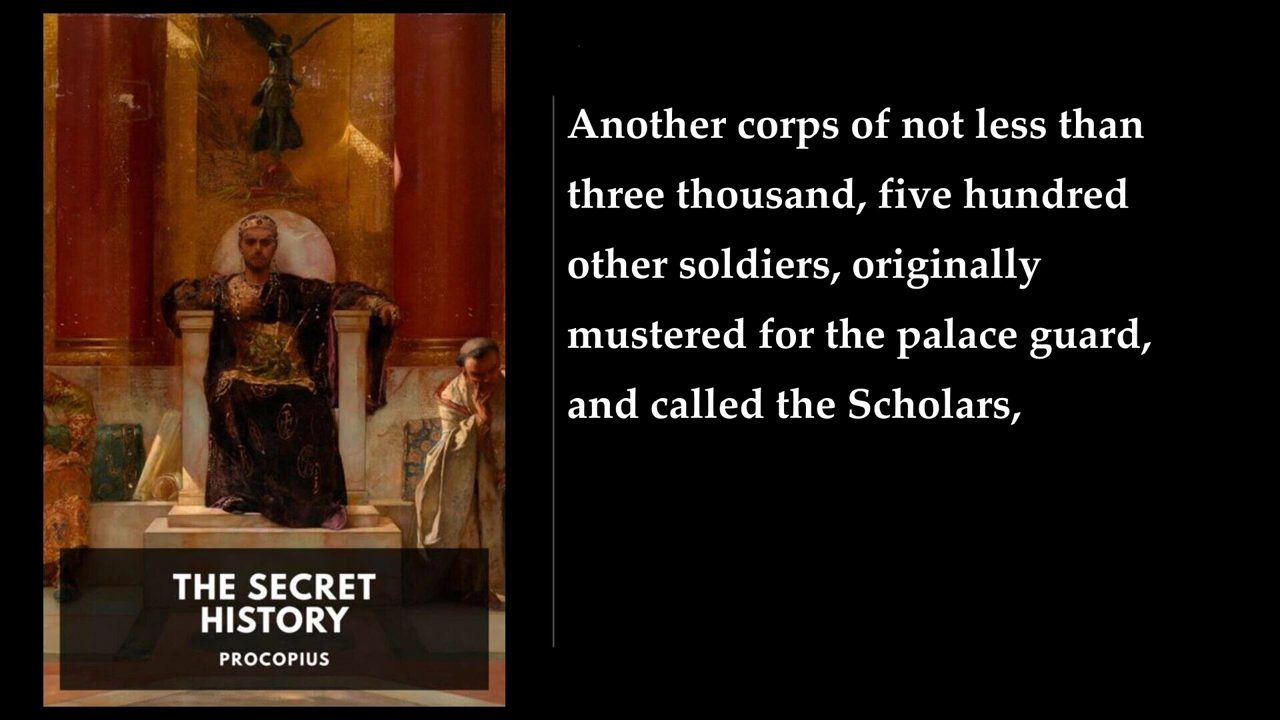 THE SECRET
HISTORY
PROCOPIUS
Another corps of not less than
three thousand, five hundred
other soldiers, originally
mustered for the palace guard,
and called the Scholars,